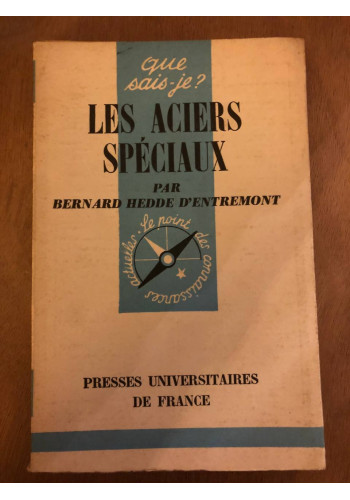 que
sais-je?
LES ACIERS
SPÉCIAUX
PAR
BERNARD HEDDE D'ENTREMONT
Le point des connaissances actuelles
PRESSES UNIVERSITAIRES
DE FRANCE